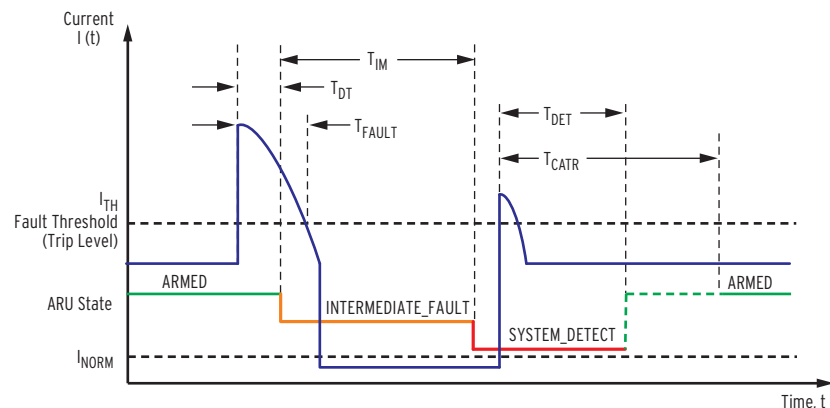 Current
I (t)
T_IM
T_DT
T_DET
T_FAULT
T_CATR
I_TH
Fault Threshold
(Trip Level)
ARMED
ARMED
ARU State
INTERMEDIATE_FAULT
SYSTEM_DETECT
I_NORM
Time, t